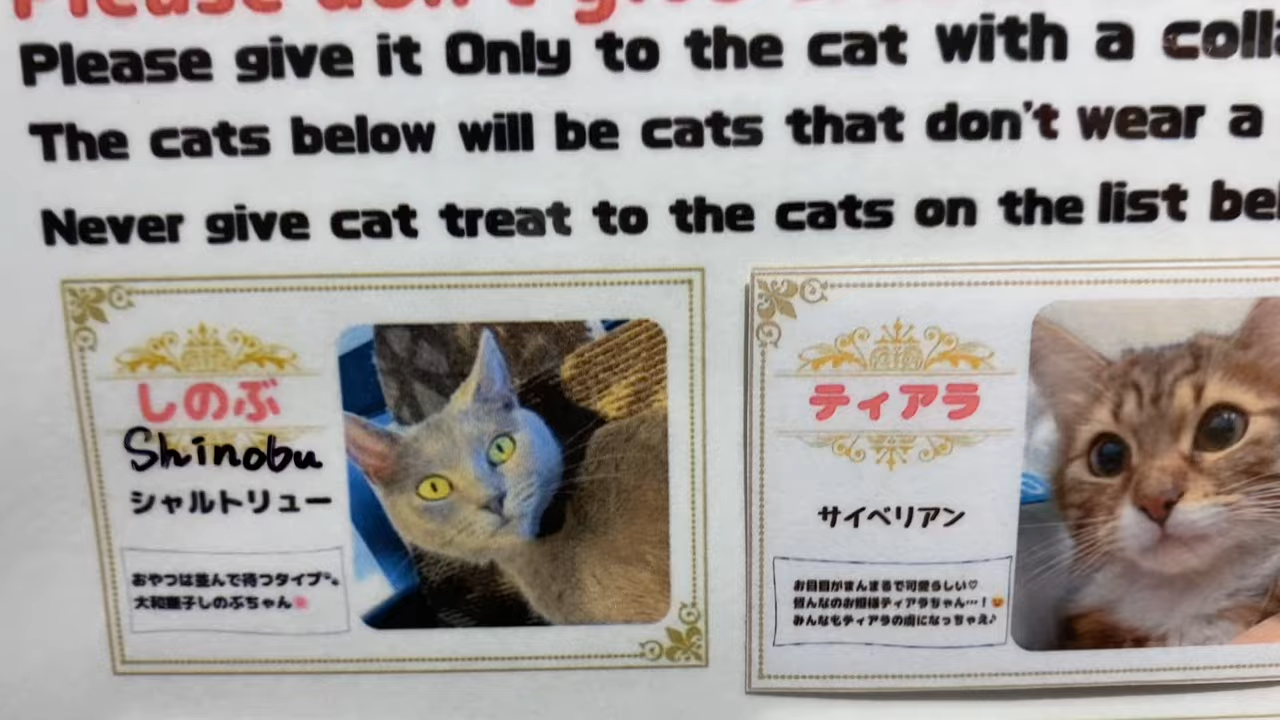 Please don't give
Please give it Only to the cat with a coll
The cats below will be cats that don't wear a
Never give cat treat to the cats on the list be
しのぶ
Shinobu
シャルトリュー
おやつは並んで待つタイプ🐾
大和撫子しのぶちゃん🌸
ティアラ
サイベリアン
お目目がまんまるで可愛らしい♡
なのお姫様ティアラちゃん…！😍
みんなもティアラの虜になっちゃえ♪